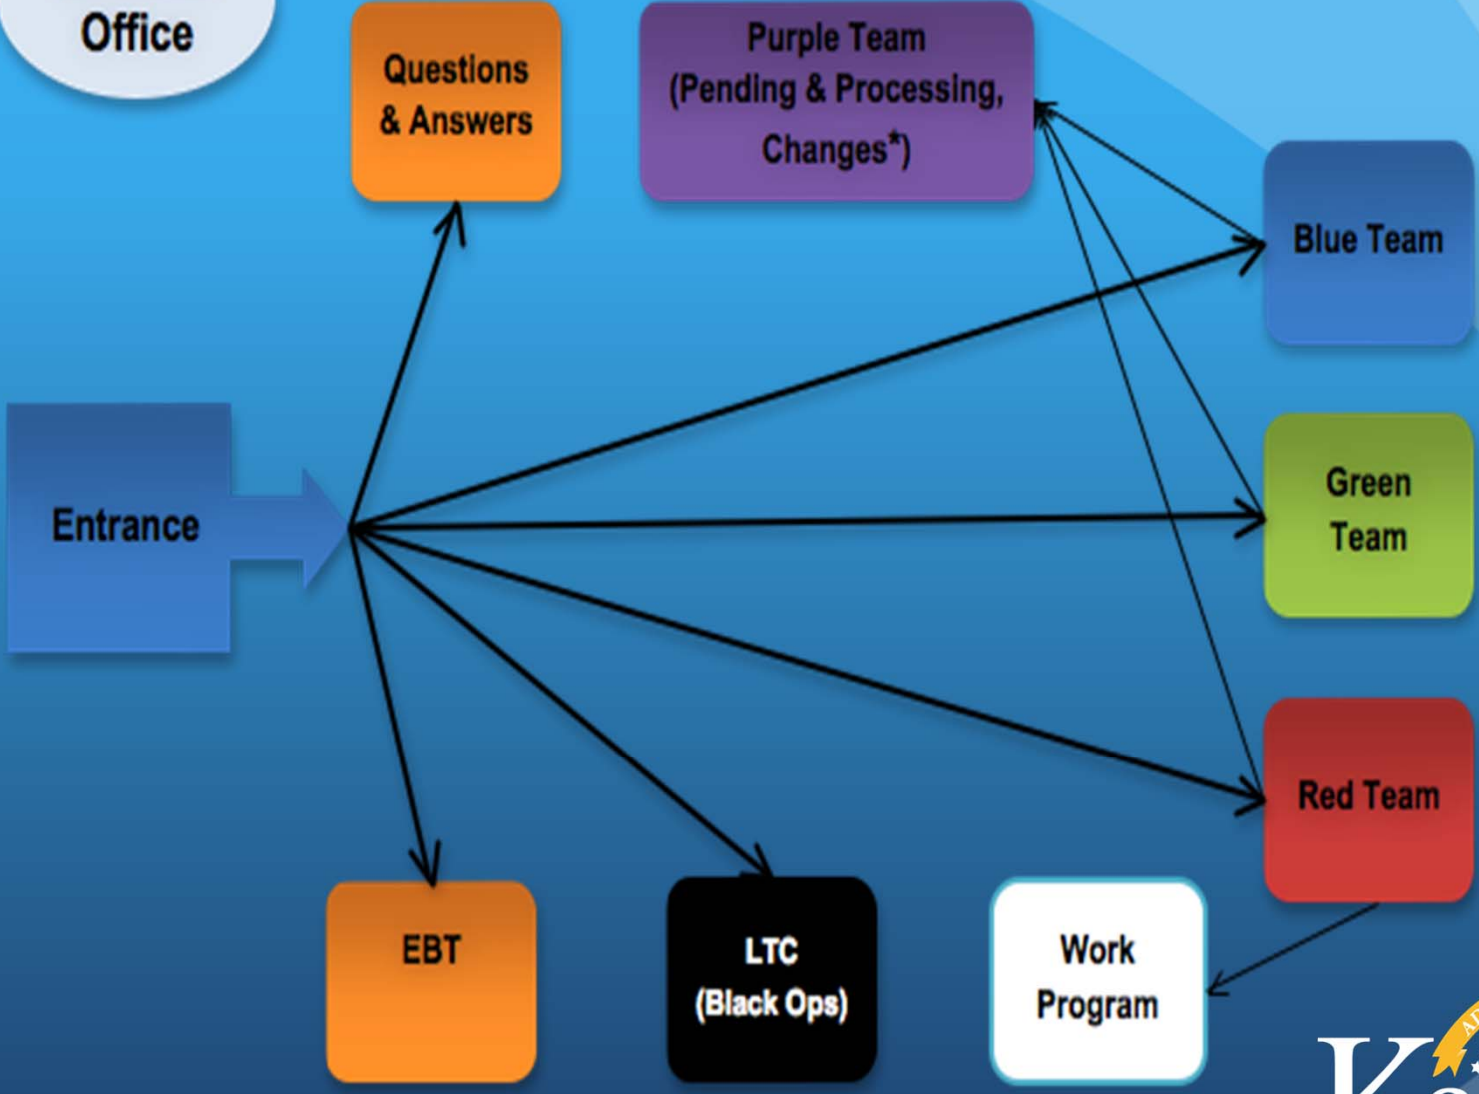 Office
Questions
& Answers
Purple Team
(Pending & Processing,
Changes*)
Blue Team
Entrance
Green
Team
Red Team
EBT
LTC
(Black Ops)
Work
Program